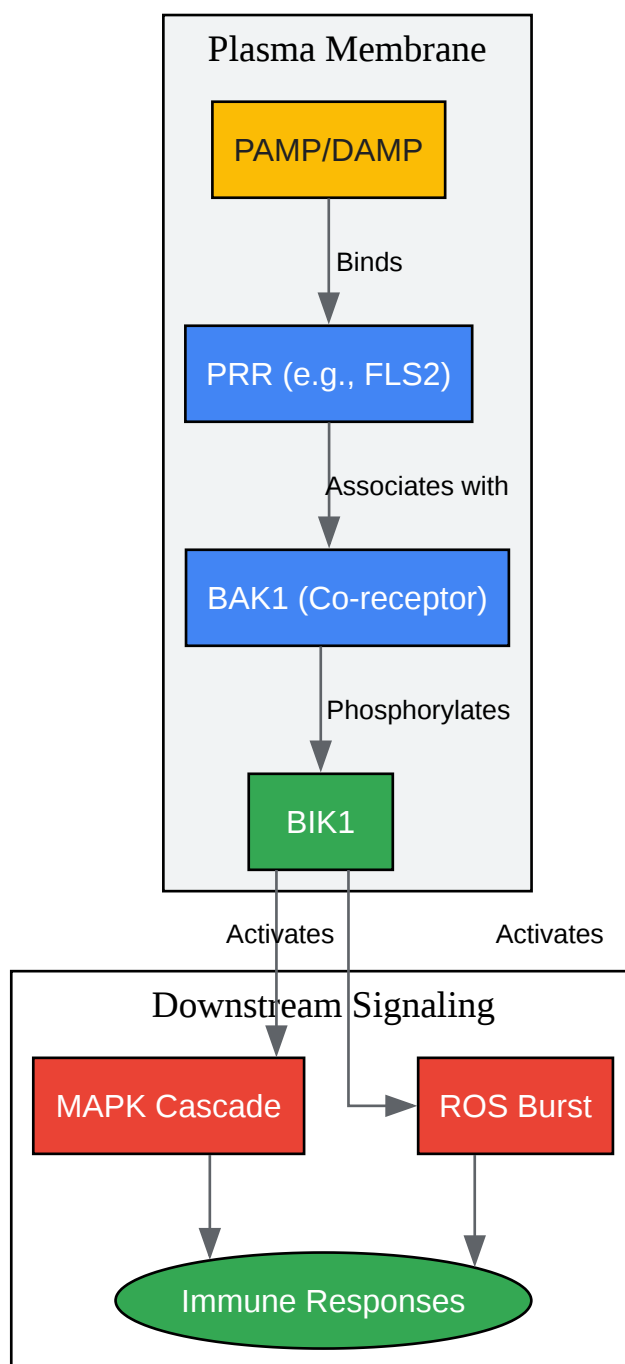 Plasma Membrane
PAMP/DAMP
Binds
PRR (e.g., FLS2)
Associates with
BAK1 (Co-receptor)
Phosphorylates
BIK1
Activates
Activates
Downstream Signaling
MAPK Cascade
ROS Burst
Immune Responses